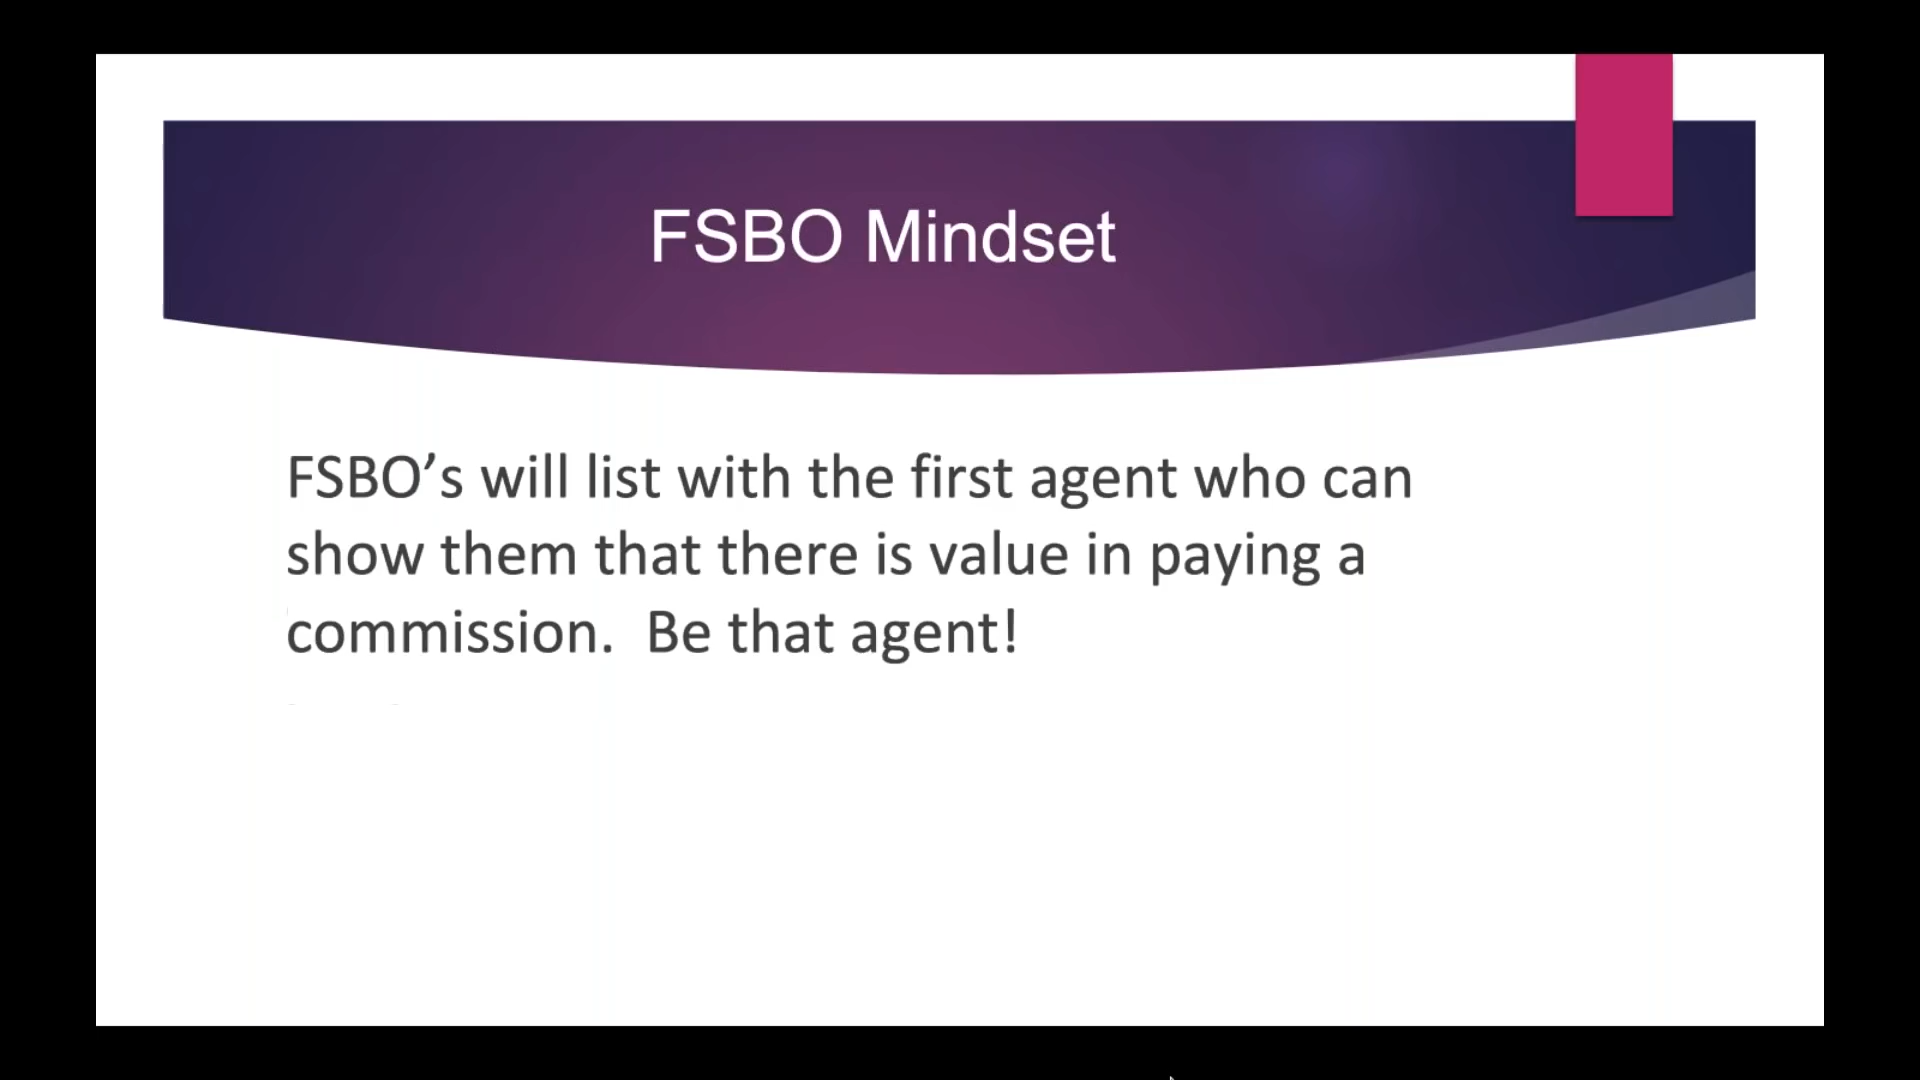 FSBO Mindset
FSBO’s will list with the first agent who can
show them that there is value in paying a
commission.  Be that agent!